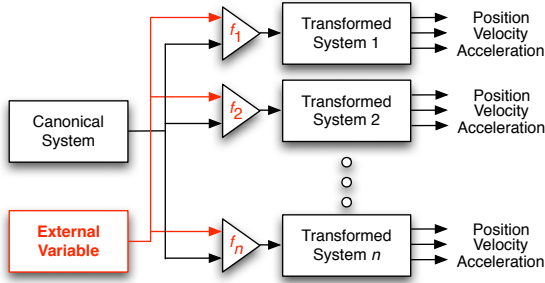 f1
Transformed
System 1
Position
Velocity
Acceleration
Canonical
System
f2
Transformed
System 2
Position
Velocity
Acceleration
External
Variable
fn
Transformed
System n
Position
Velocity
Acceleration